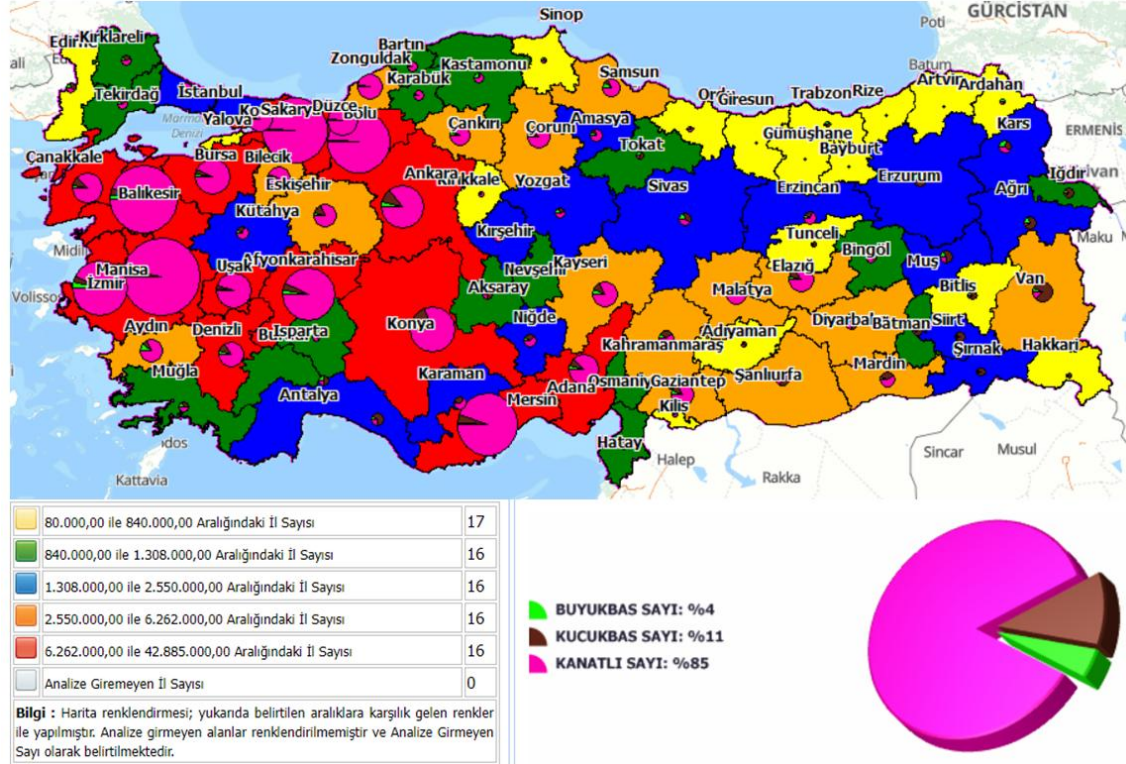 GÜRCİSTAN
Sinop
Poti
Edirne
Kırklareli
Bartın
Zonguldak
Kastamonu
Karabük
Samsun
Batum
Artvin
Ardahan
Tekirdağ
İstanbul
Yalova
Sakarya
Düzce
Bolu
Marmara
Denizi
Çankırı
Çorum
Amasya
Tokat
Ordu
Giresun
Trabzon
Rize
Gümüşhane
Bayburt
Kars
ERMENİS
Çanakkale
Bursa
Bilecik
Eskişehir
Ankara
Kırıkkale
Yozgat
Sivas
Erzincan
Erzurum
Ağrı
Iğdır
Balıkesir
Kütahya
Kırşehir
Tunceli
Maku
Midilli
Manisa
İzmir
Uşak
Afyonkarahisar
Nevşehir
Kayseri
Aksaray
Malatya
Elazığ
Bingöl
Muş
Bitlis
Van
Aydın
Denizli
Isparta
Konya
Niğde
Kahramanmaraş
Adıyaman
Diyarbakır
Batman
Siirt
Şırnak
Hakkari
Muğla
Antalya
Karaman
Mersin
Adana
Osmaniye
Gaziantep
Şanlıurfa
Mardin
Kilis
Hatay
Halep
Rakka
Sincar
Musul
Kattavia
80.000,00 ile 840.000,00 Aralığındaki İl Sayısı 17
840.000,00 ile 1.308.000,00 Aralığındaki İl Sayısı 16
1.308.000,00 ile 2.550.000,00 Aralığındaki İl Sayısı 16
2.550.000,00 ile 6.262.000,00 Aralığındaki İl Sayısı 16
6.262.000,00 ile 42.885.000,00 Aralığındaki İl Sayısı 16
Analize Giremeyen İl Sayısı 0
Bilgi : Harita renklendirmesi; yukarıda belirtilen aralıklara karşılık gelen renkler
ile yapılmıştır. Analize girmeyen alanlar renklendirilmemiştir ve Analize Girmeyen
Sayı olarak belirtilmektedir.
BUYUKBAS SAYI: %4
KUCUKBAS SAYI: %11
KANATLI SAYI: %85